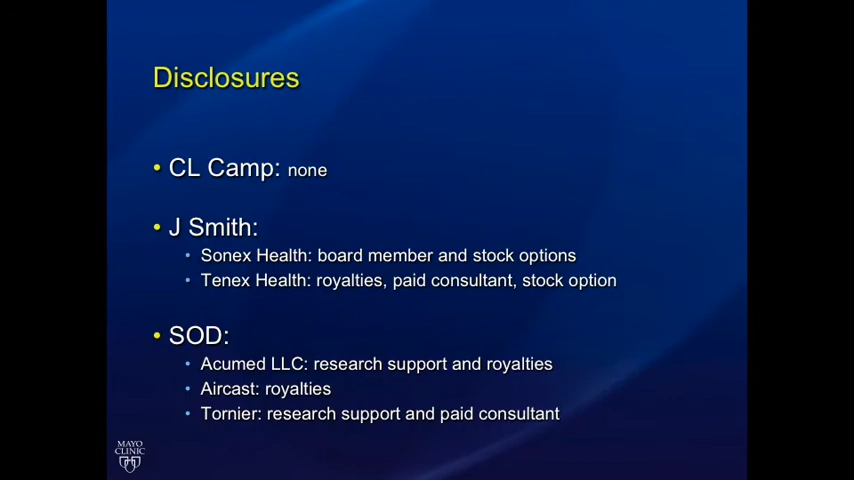 Disclosures
• CL Camp: none
• J Smith:
• Sonex Health: board member and stock options
• Tenex Health: royalties, paid consultant, stock option
• SOD:
• Acumed LLC: research support and royalties
• Aircast: royalties
• Tornier: research support and paid consultant
MAYO
CLINIC